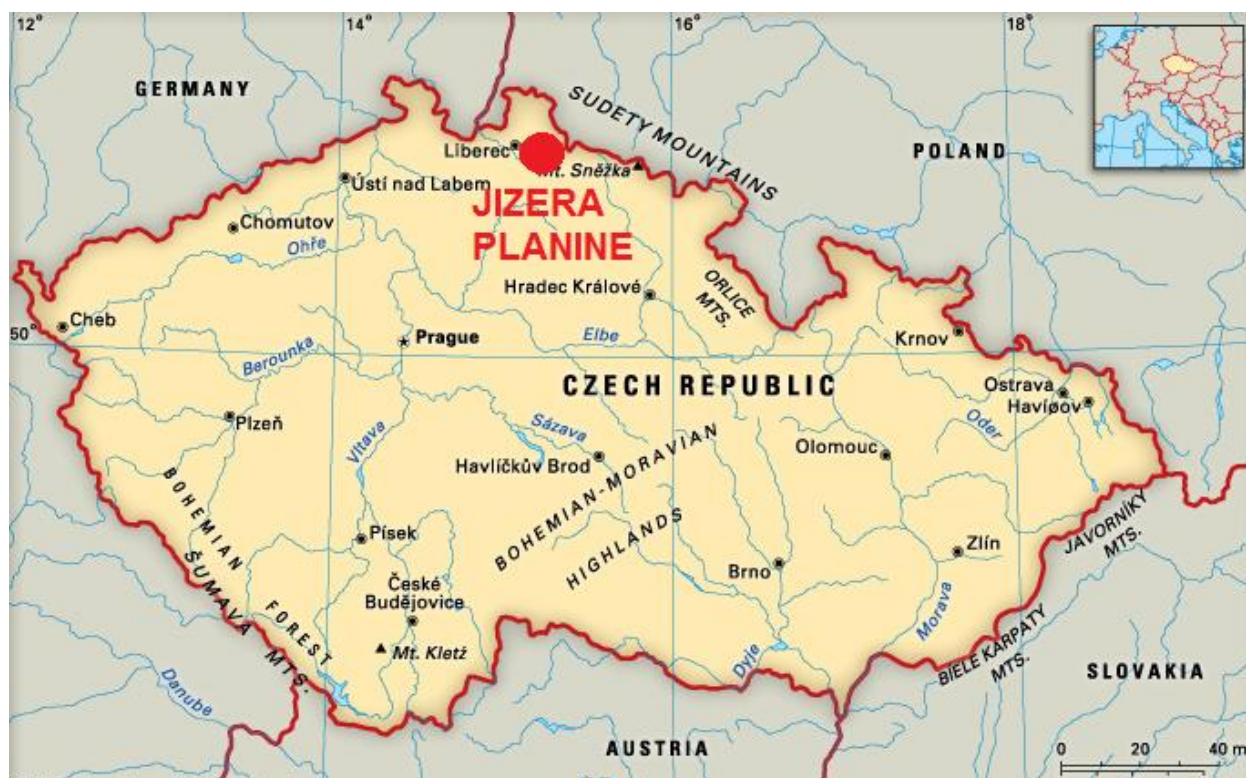 12°
14°
16°
18°
GERMANY
SUDETY MOUNTAINS
POLAND
Liberec
Mt. Sněžka
Ústí nad Labem
JIZERA
PLANINE
Chomutov
Ohře
Hradec Králové
ORLICE
MTS.
Cheb
50°
Prague
Elbe
Krnov
Berounka
CZECH REPUBLIC
Ostrava
Havířov
Plzeň
Vltava
Sázava
Oder
Olomouc
Havlíčkův Brod
BOHEMIAN
FOREST
BOHEMIAN-MORAVIAN
HIGHLANDS
Písek
JAVORNÍKY
MTS.
Zlín
Brno
České
Budějovice
ŠUMAVA MTS.
Morava
Mt. Kletž
Dyje
BIELE KARPATY
MTS.
SLOVAKIA
Danube
AUSTRIA
0 20 40 m